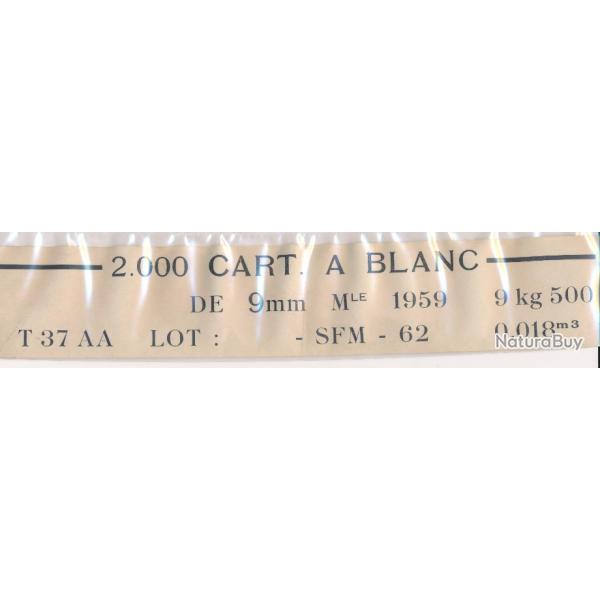 2.000 CART. A BLANC
DE 9mm MLE 1959 9 kg 500
T 37 AA LOT : - SFM - 62 0,018m3
NaturaBuy